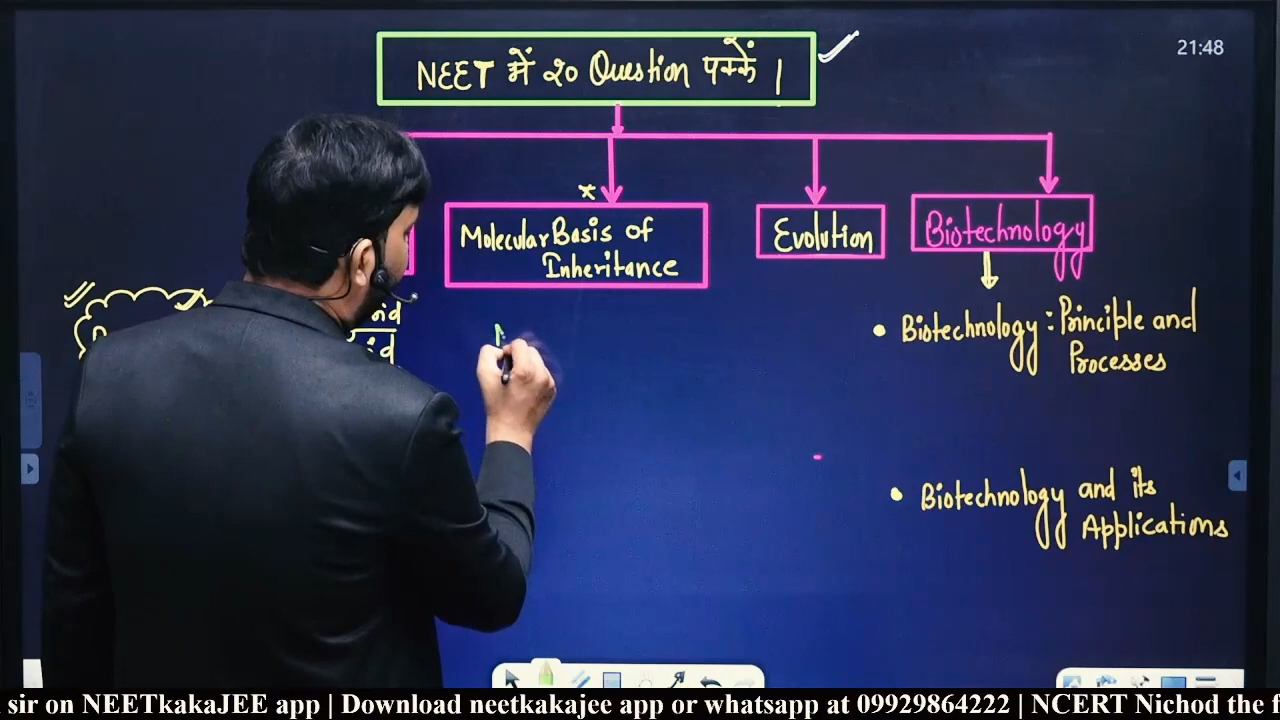 21:48
NEET में 20 Question पक्के ।
Molecular Basis of
Inheritance
Evolution
Biotechnology
• Biotechnology : Principle and
Processes
• Biotechnology and its
Applications
sir on NEETkakaJEE app | Download neetkakajee app or whatsapp at 09929864222 | NCERT Nichod the f